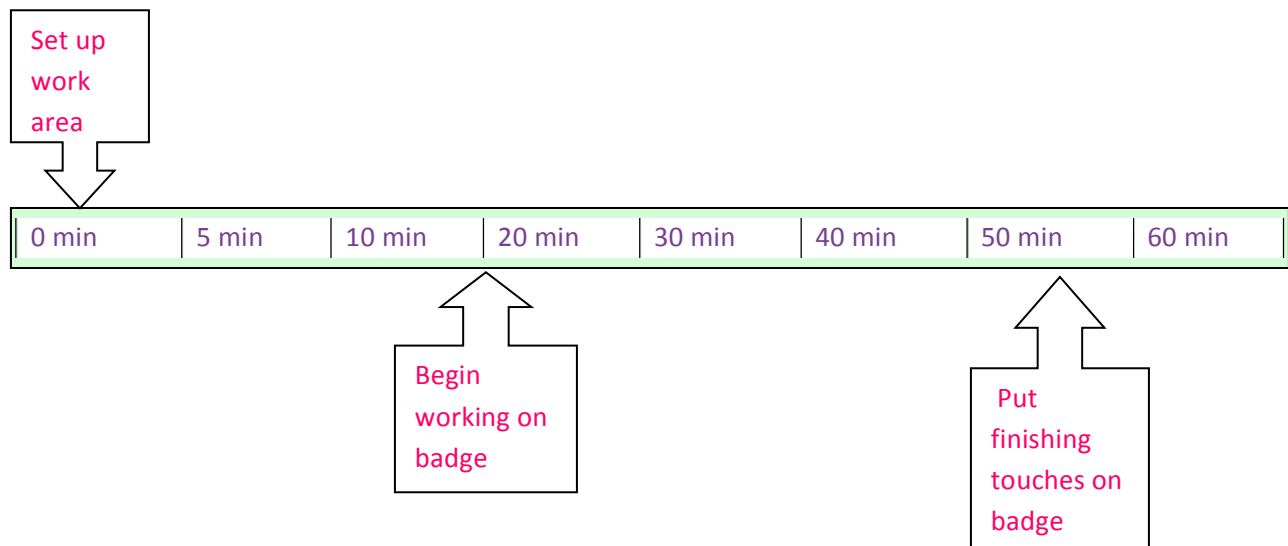 Set up
work
area
0 min 5 min 10 min 20 min 30 min 40 min 50 min 60 min
Begin
working on
badge
Put
finishing
touches on
badge